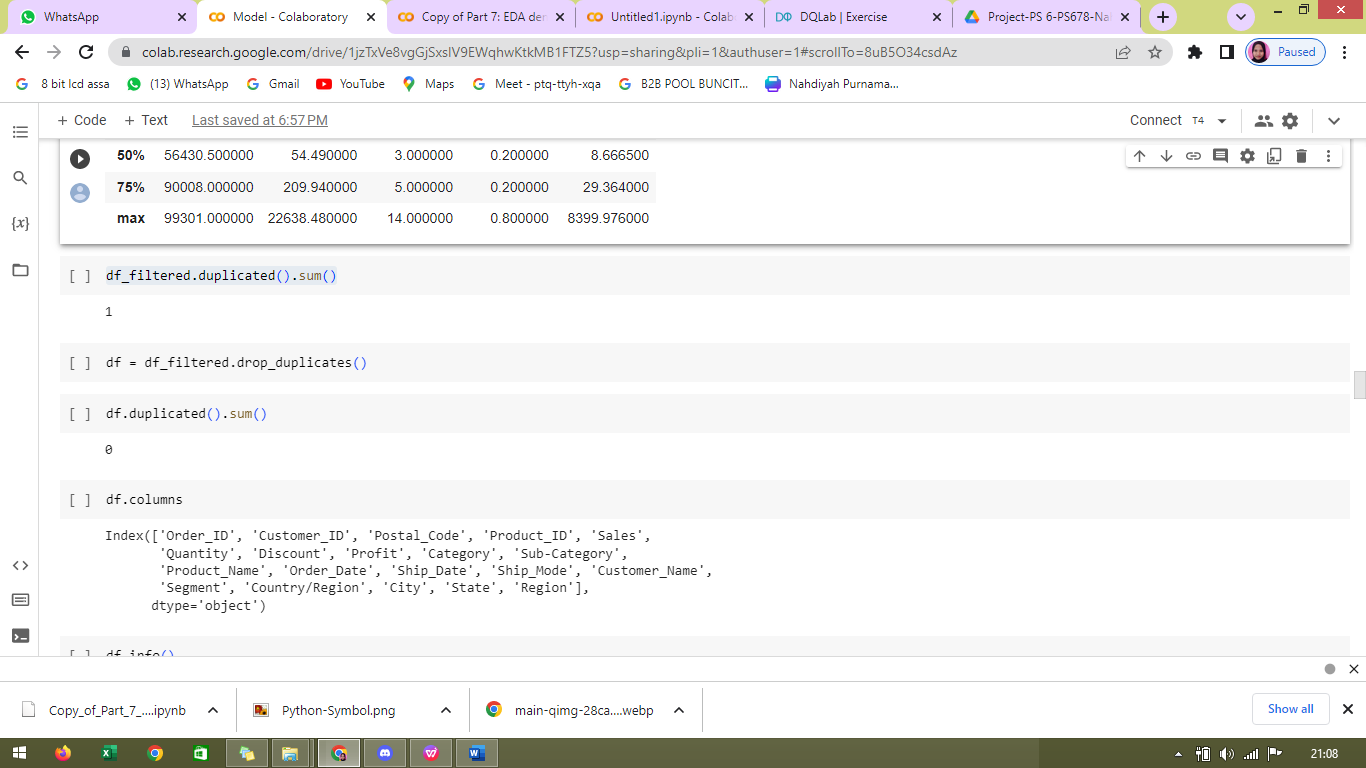 WhatsApp
Model - Colaboratory
Copy of Part 7: EDA der
Untitled1.ipynb - Colab
DQLab | Exercise
Project-PS 6-PS678-Na
colab.research.google.com/drive/1jzTxVe8vgGjSxsIV9EWqhwKtkMB1FTZ5?usp=sharing&pli=1&authuser=1#scrollTo=8uB5O34csdAz
Paused
8 bit lcd assa
(13) WhatsApp
Gmail
YouTube
Maps
Meet - ptq-ttyh-xqa
B2B POOL BUNCIT...
Nahdiyah Purnama...
+ Code + Text Last saved at 6:57 PM
Connect T4
50% 56430.500000 54.490000 3.000000 0.200000 8.666500
75% 90008.000000 209.940000 5.000000 0.200000 29.364000
max 99301.000000 22638.480000 14.000000 0.800000 8399.976000
{x}
[ ] df_filtered.duplicated().sum()
1
[ ] df = df_filtered.drop_duplicates()
[ ] df.duplicated().sum()
0
[ ] df.columns
Index(['Order_ID', 'Customer_ID', 'Postal_Code', 'Product_ID', 'Sales',
'Quantity', 'Discount', 'Profit', 'Category', 'Sub-Category',
'Product_Name', 'Order_Date', 'Ship_Date', 'Ship_Mode', 'Customer_Name',
'Segment', 'Country/Region', 'City', 'State', 'Region'],
dtype='object')
[ ] df.info()
Copy_of_Part_7_....ipynb
Python-Symbol.png
main-qimg-28ca....webp
Show all
21:08